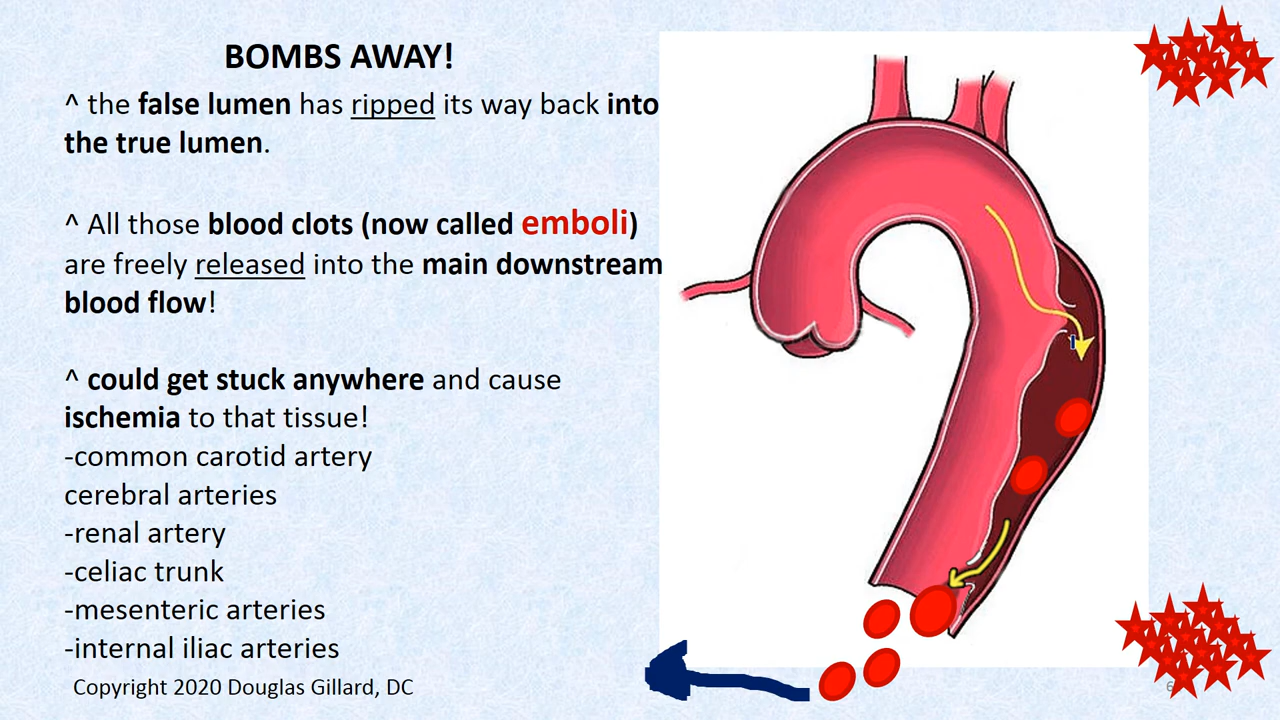 BOMBS AWAY!
^ the false lumen has ripped its way back into
the true lumen.
^ All those blood clots (now called emboli)
are freely released into the main downstream
blood flow!
^ could get stuck anywhere and cause
ischemia to that tissue!
-common carotid artery
cerebral arteries
-renal artery
-celiac trunk
-mesenteric arteries
-internal iliac arteries
Copyright 2020 Douglas Gillard, DC